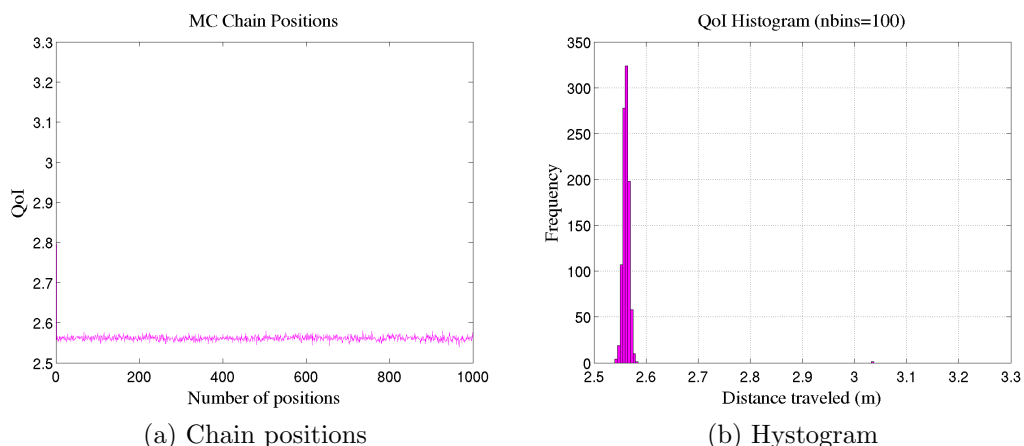 MC Chain Positions
3.3
3.2
3.1
3
2.9
2.8
2.7
2.6
2.5
QoI
0 200 400 600 800 1000
Number of positions
(a) Chain positions
QoI Histogram (nbins=100)
350
300
250
200
150
100
50
0
Frequency
2.5 2.6 2.7 2.8 2.9 3 3.1 3.2 3.3
Distance traveled (m)
(b) Hystogram